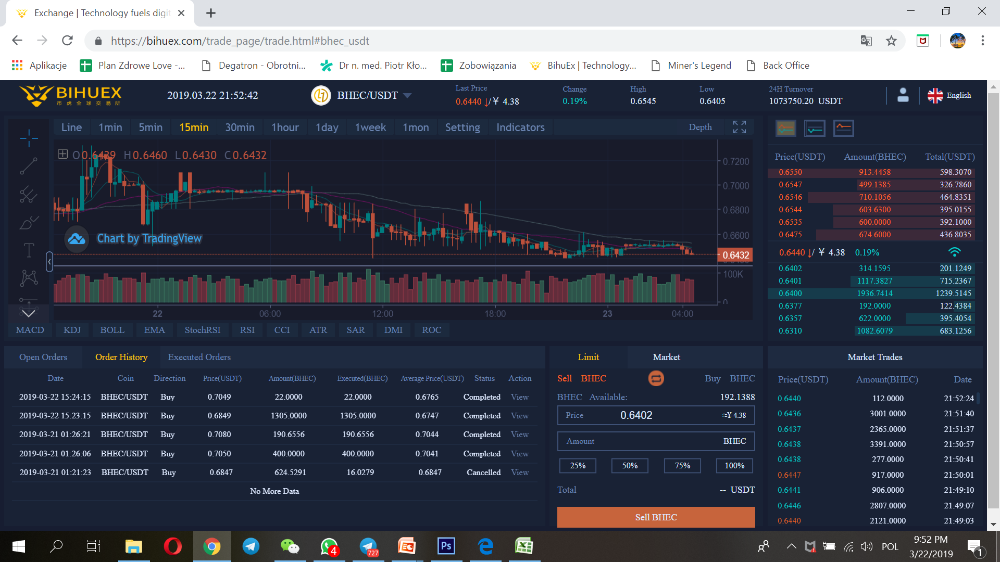 Exchange | Technology fuels digit
https://bihuex.com/trade_page/trade.html#bhec_usdt
Aplikacje
Plan Zdrowe Love -...
Degatron - Obrotni...
Dr n. med. Piotr Kło...
Zobowiązania
BihuEx | Technology...
Miner's Legend
Back Office
BIHUEX
币虎全球交易所
2019.03.22 21:52:42
BHEC/USDT
Last Price
0.6440 ↓/¥ 4.38
Change
0.19%
High
0.6545
Low
0.6405
24H Turnover
1073750.20 USDT
English
Line 1min 5min 15min 30min 1hour 1day 1week 1mon Setting Indicators Depth
O0.6439 H0.6460 L0.6430 C0.6432
0.7200
0.7000
0.6800
0.6600
0.6432
100K
0
Chart by TradingView
22 06:00 12:00 18:00 23 04:00
MACD KDJ BOLL EMA StochRSI RSI CCI ATR SAR DMI ROC
Price(USDT) Amount(BHEC) Total(USDT)
0.6550 913.4458 598.3070
0.6547 499.1385 326.7860
0.6546 710.1056 464.8351
0.6544 603.6300 395.0155
0.6535 600.0000 392.1000
0.6475 674.6000 436.8035
0.6440 ↓/ ¥ 4.38 0.19%
0.6402 314.1595 201.1249
0.6401 1117.3827 715.2367
0.6400 1936.7414 1239.5145
0.6377 192.0000 122.4384
0.6357 622.0000 395.4054
0.6310 1082.6079 683.1256
Open Orders Order History Executed Orders
Date Coin Direction Price(USDT) Amount(BHEC) Executed(BHEC) Average Price(USDT) Status Action
2019-03-22 15:24:15 BHEC/USDT Buy 0.7049 22.0000 22.0000 0.6765 Completed View
2019-03-22 15:23:15 BHEC/USDT Buy 0.6849 1305.0000 1305.0000 0.6747 Completed View
2019-03-21 01:26:21 BHEC/USDT Buy 0.7080 190.6556 190.6556 0.7044 Completed View
2019-03-21 01:26:06 BHEC/USDT Buy 0.7050 400.0000 400.0000 0.7041 Completed View
2019-03-21 01:21:23 BHEC/USDT Buy 0.6847 624.5291 16.0279 0.6847 Cancelled View
No More Data
Limit Market
Sell BHEC Buy BHEC
BHEC Available: 192.1388
Price 0.6402 ≈¥ 4.38
Amount BHEC
25% 50% 75% 100%
Total -- USDT
Sell BHEC
Market Trades
Price(USDT) Amount(BHEC) Date
0.6440 112.0000 21:52:24
0.6436 3001.0000 21:51:40
0.6437 2365.0000 21:51:37
0.6438 3391.0000 21:50:57
0.6438 277.0000 21:50:41
0.6447 917.0000 21:50:01
0.6441 906.0000 21:49:10
0.6446 2807.0000 21:49:07
0.6440 2121.0000 21:49:03
4
727
Ps
POL
9:52 PM
3/22/2019
1